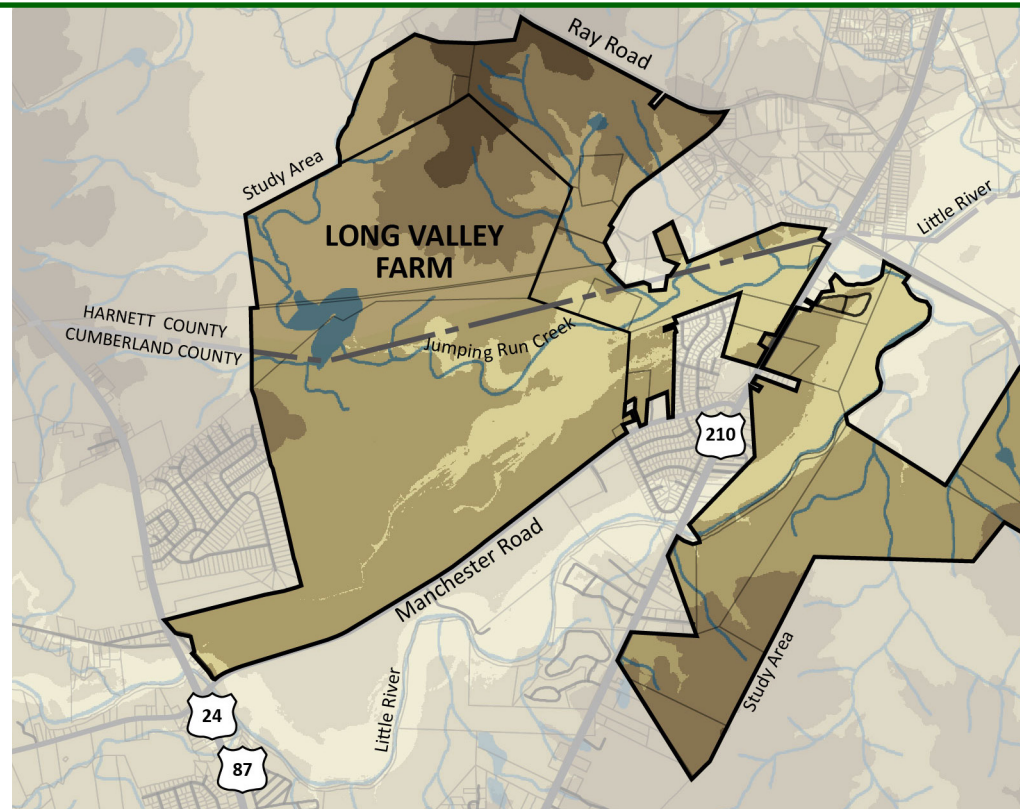 Ray Road
Study Area
Little River
LONG VALLEY
FARM
HARNETT COUNTY
CUMBERLAND COUNTY
Jumping Run Creek
210
Manchester Road
Study Area
Little River
24
87